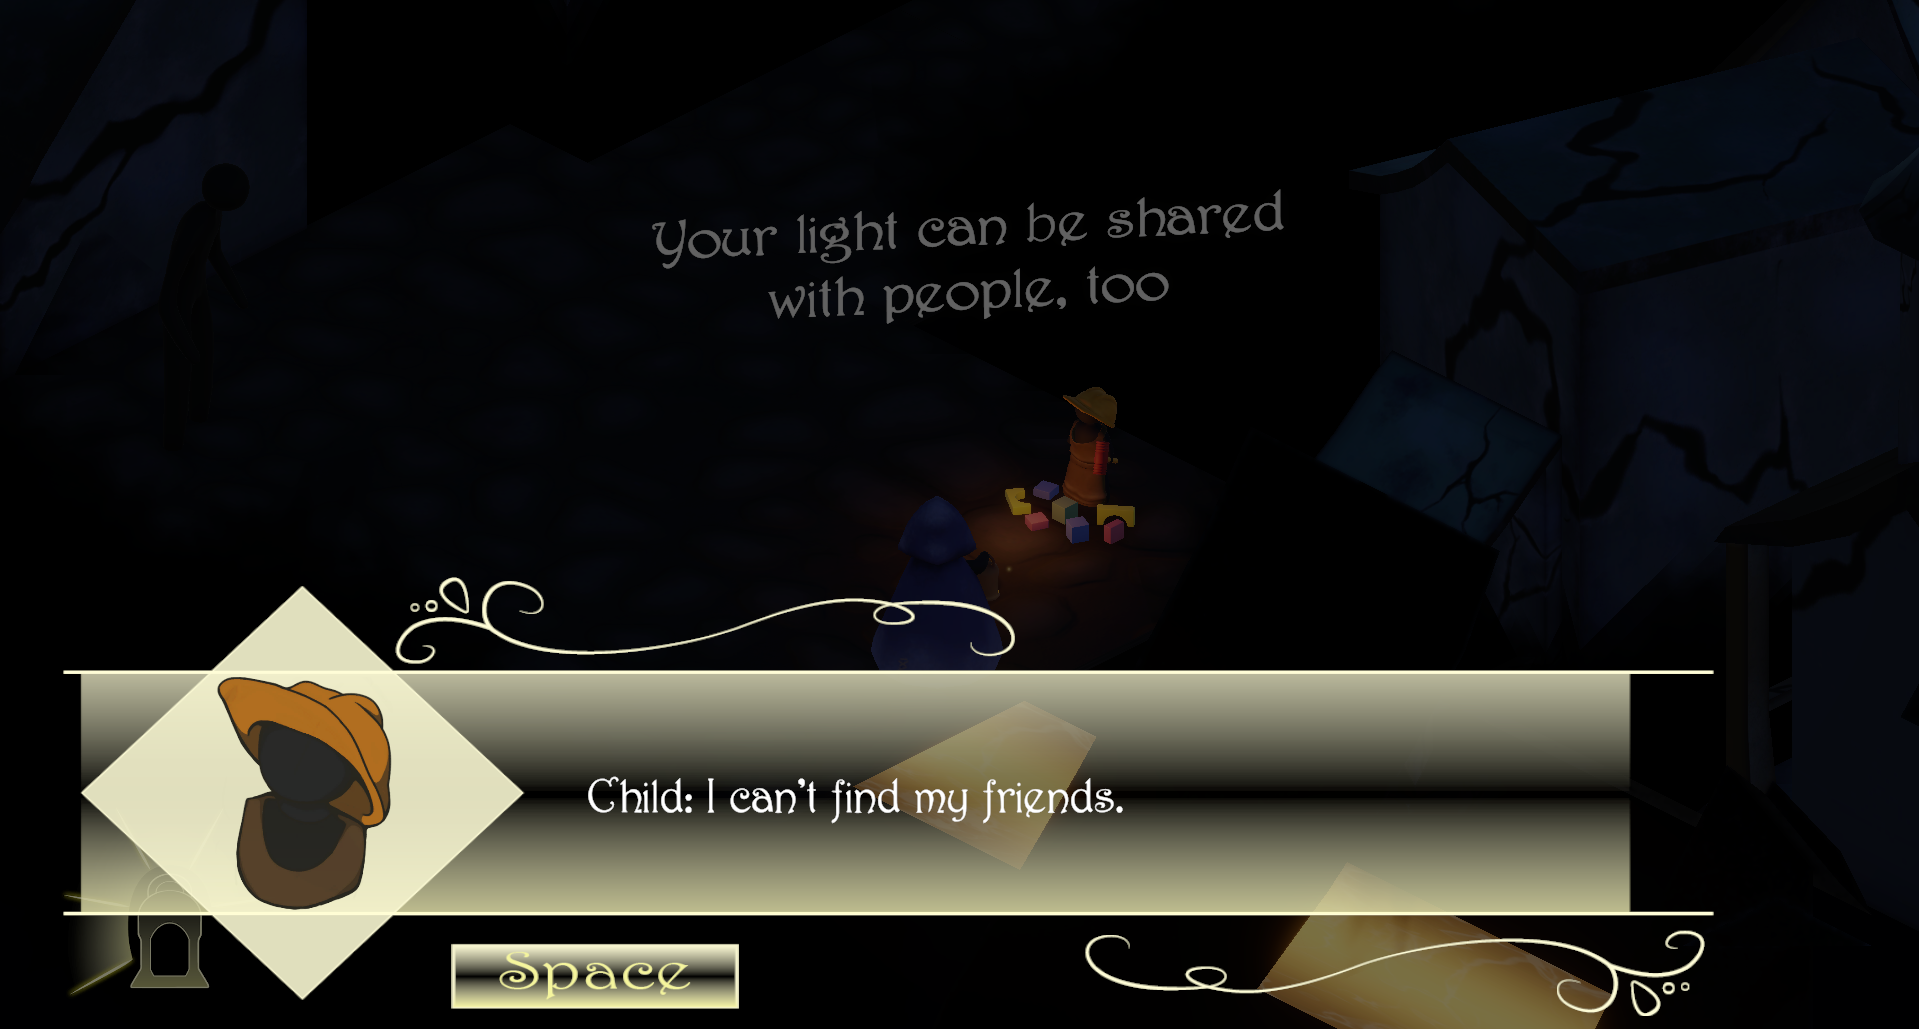 Your light can be shared
with people, too
Child: I can't find my friends.
Space